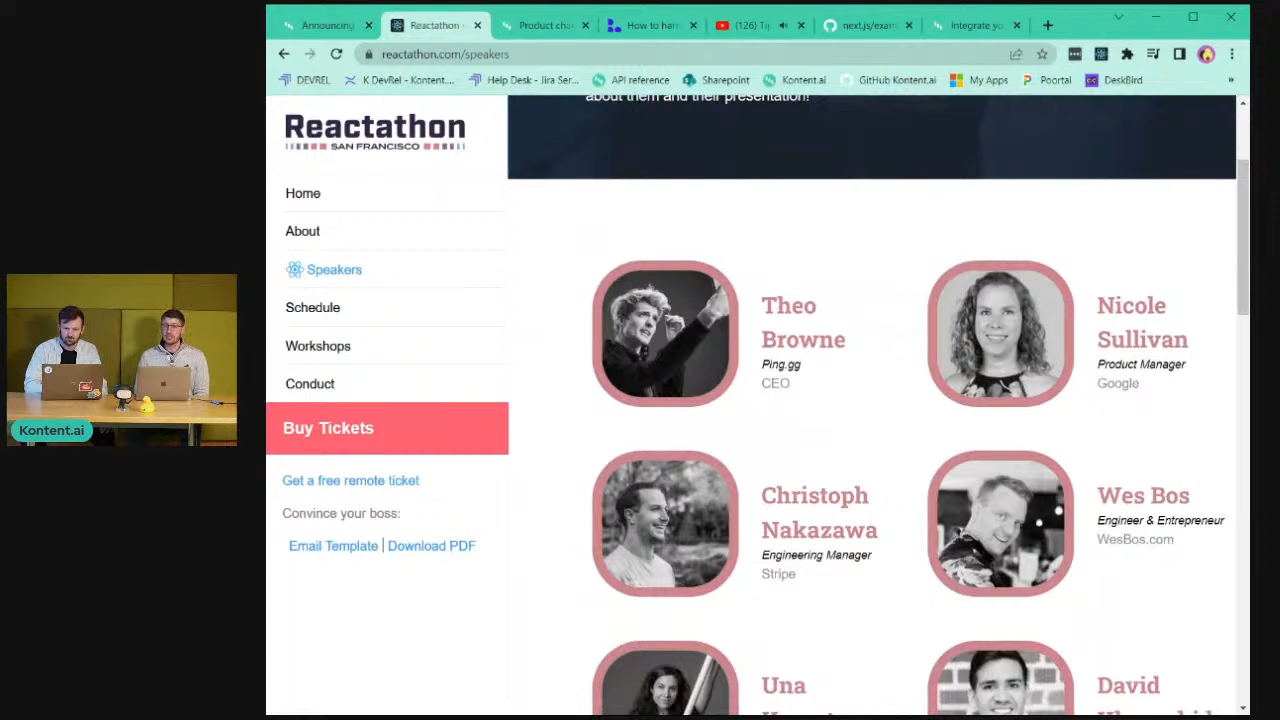 Announcing
Reactathon
Product cha
How to harn
(126) Tip
next.js/exam
Integrate yo
reactathon.com/speakers
DEVREL
K DevRel - Kontent....
Help Desk - Jira Ser...
API reference
Sharepoint
Kontent.ai
GitHub Kontent.ai
My Apps
Poortal
DeskBird
»
about them and their presentation!
Reactathon
SAN FRANCISCO
Home
About
Speakers
Schedule
Workshops
Conduct
Buy Tickets
Get a free remote ticket
Convince your boss:
Email Template | Download PDF
Theo
Browne
Ping.gg
CEO
Nicole
Sullivan
Product Manager
Google
Christoph
Nakazawa
Engineering Manager
Stripe
Wes Bos
Engineer & Entrepreneur
WesBos.com
Una
David
Kontent.ai